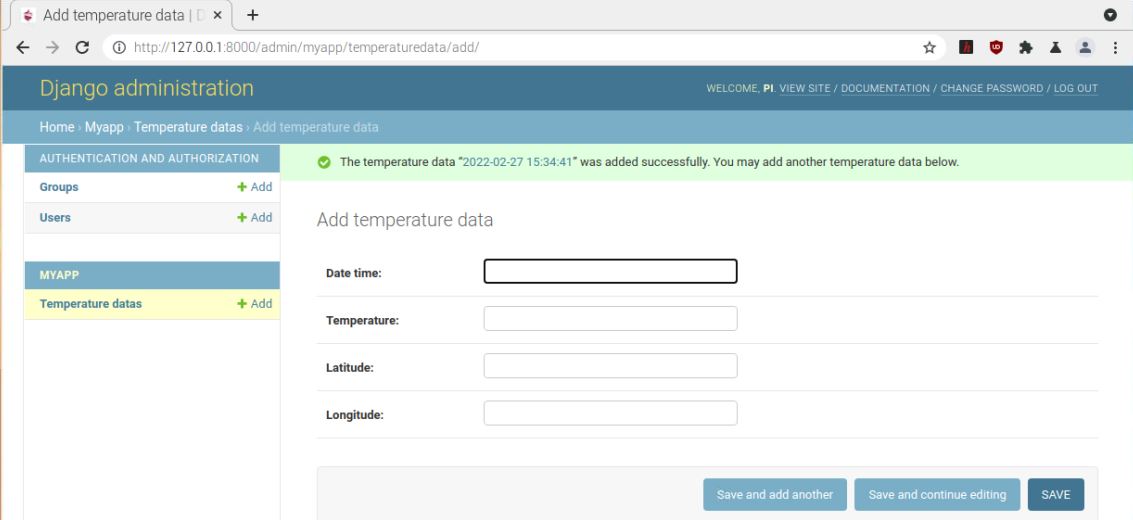 Add temperature data | D
http://127.0.0.1:8000/admin/myapp/temperaturedata/add/
Django administration
WELCOME, PI. VIEW SITE / DOCUMENTATION / CHANGE PASSWORD / LOG OUT
Home › Myapp › Temperature datas › Add temperature data
AUTHENTICATION AND AUTHORIZATION
Groups + Add
Users + Add
MYAPP
Temperature datas + Add
The temperature data “2022-02-27 15:34:41” was added successfully. You may add another temperature data below.
Add temperature data
Date time:
Temperature:
Latitude:
Longitude:
Save and add another Save and continue editing SAVE